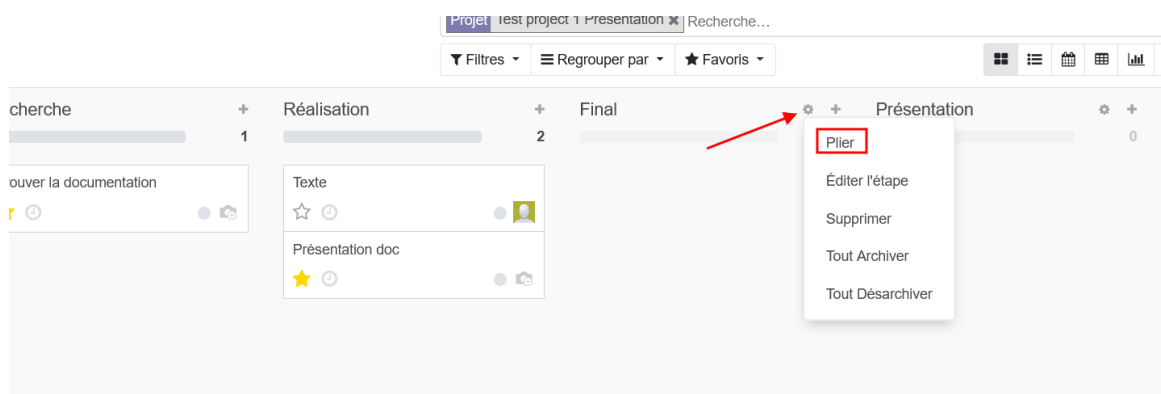 Projet Test project 1 Présentation Recherche...
Filtres Regrouper par Favoris
cherche Réalisation Final Présentation
1 2 0
Plier
rouver la documentation Texte Éditer l'étape
Supprimer
Présentation doc Tout Archiver
Tout Désarchiver